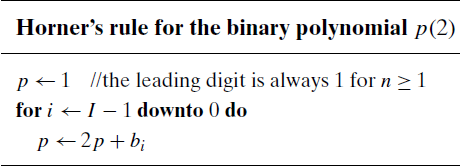 Horner's rule for the binary polynomial p(2)
p ← 1 //the leading digit is always 1 for n ≥ 1
for i ← I − 1 downto 0 do
p ← 2p + bᵢ